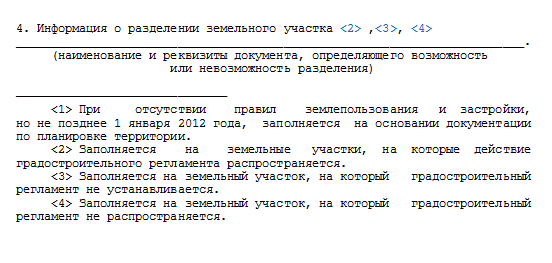 4. Информация о разделении земельного участка <2> ,<3>, <4>
______________________________________________________________________.
(наименование и реквизиты документа, определяющего возможность
или невозможность разделения)
_____________________________
<1> При отсутствии правил землепользования и застройки,
но не позднее 1 января 2012 года, заполняется на основании документации
по планировке территории.
<2> Заполняется на земельные участки, на которые действие
градостроительного регламента распространяется.
<3> Заполняется на земельный участок, на который градостроительный
регламент не устанавливается.
<4> Заполняется на земельный участок, на который градостроительный
регламент не распространяется.